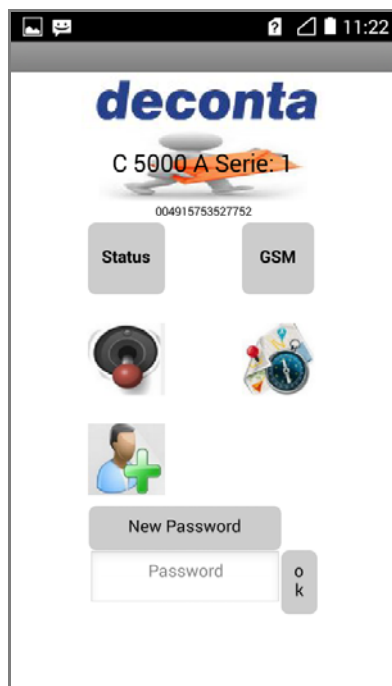 11:22
deconta
C 5000 A Serie: 1
004915753527752
Status
GSM
New Password
Password
o
k